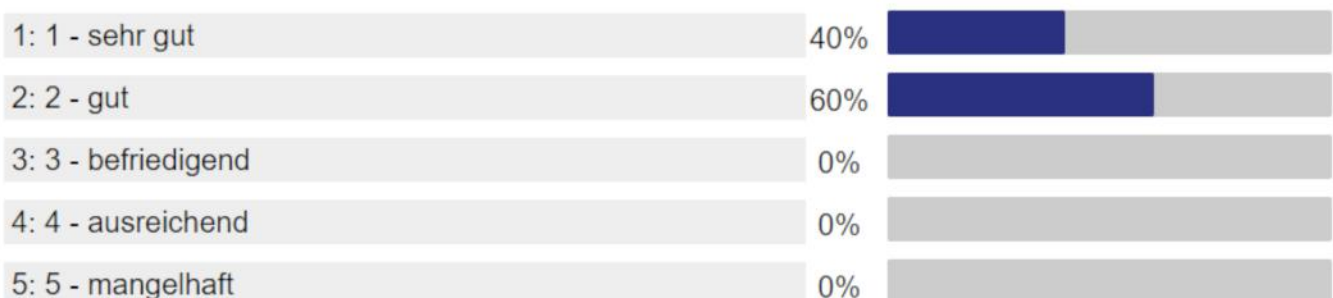 1: 1 - sehr gut 40%
2: 2 - gut 60%
3: 3 - befriedigend 0%
4: 4 - ausreichend 0%
5: 5 - mangelhaft 0%